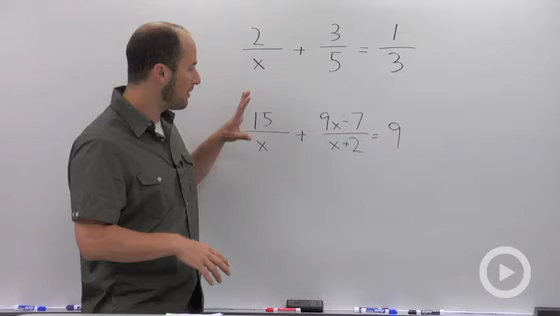 2/x + 3/5 = 1/3
15/x + 9x-7/x+2 = 9